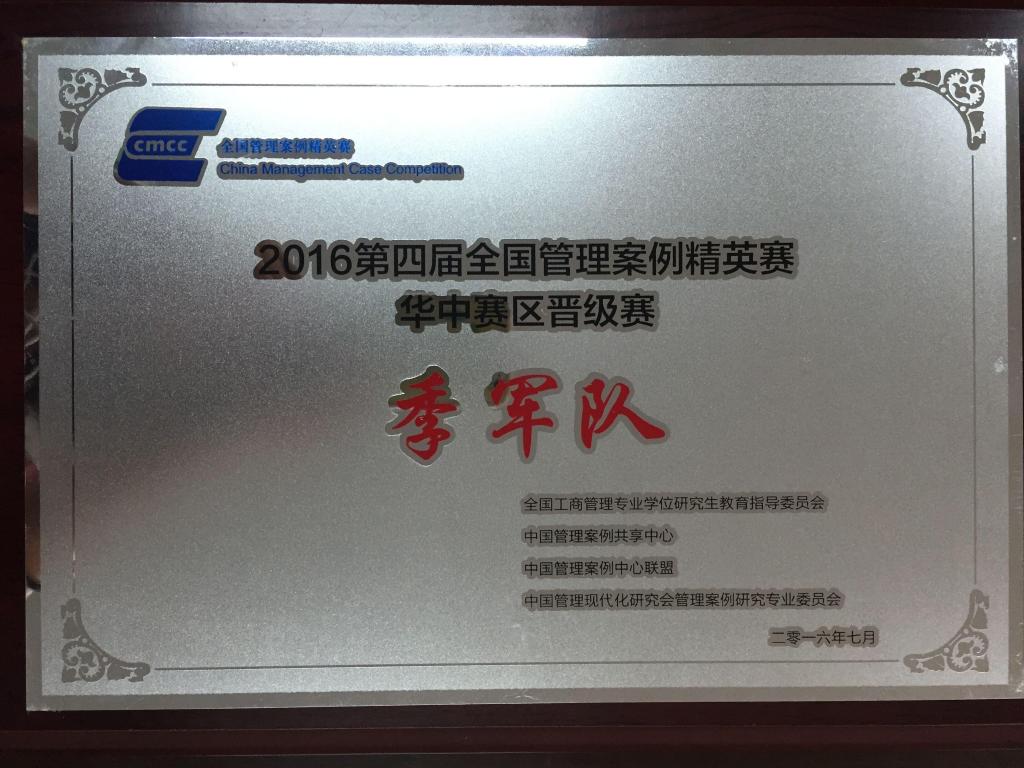 cmcc
全国管理案例精英赛
China Management Case Competition
2016第四届全国管理案例精英赛
华中赛区晋级赛
季军队
全国工商管理专业学位研究生教育指导委员会
中国管理案例共享中心
中国管理案例中心联盟
中国管理现代化研究会管理案例研究专业委员会
二零一六年七月